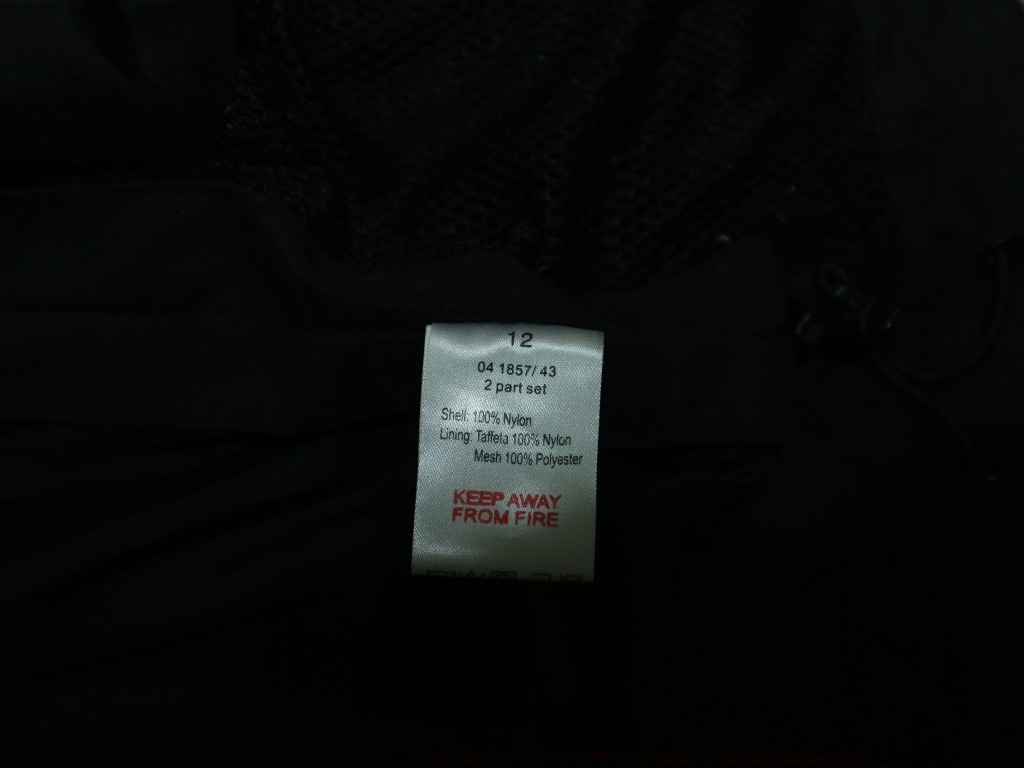 12
04 1857/ 43
2 part set
Shell: 100% Nylon
Lining: Taffela 100% Nylon
Mesh 100% Polyester
KEEP AWAY
FROM FIRE